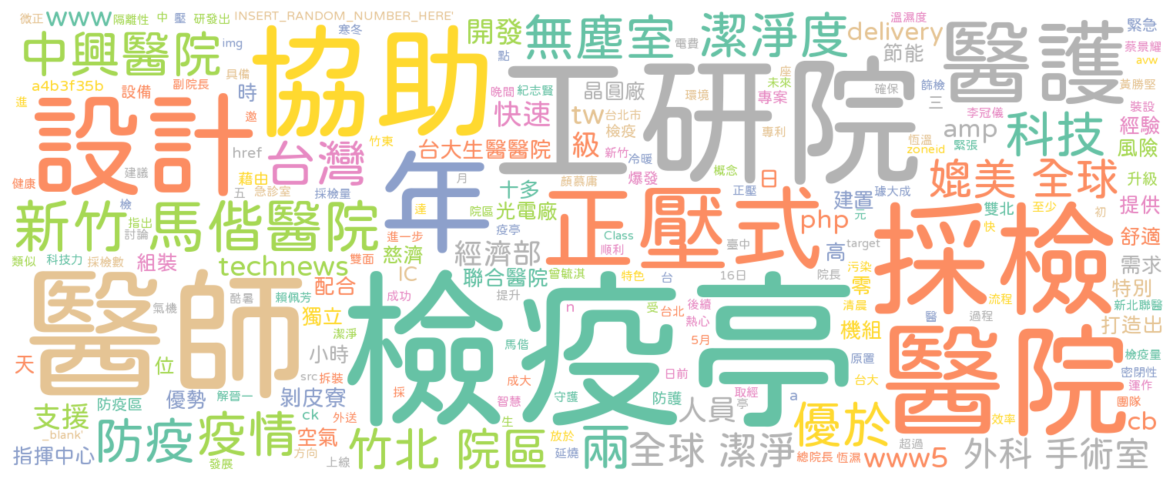 微正
www
隔離性
中
壓
研發出
INSERT_RANDOM_NUMBER_HERE'
寒冬
開發
無塵室 潔淨度
delivery
溫濕度
緊急
中興醫院
img
協助
點
電費
節能
醫護
蔡景耀
avw
a4b3f35b
設備
副院長
具備
時
晚間
紀志賢
晶圓廠
環境
未來
座
專案
確保
篩檢
黃勝堅
進
設計
邀
快速
tw
台北市
工研院
三
李冠儀
裝設
竹東
檢疫
專利
恆溫
amp
科技
經驗
href
台灣
台大生醫醫院
級
新竹
冷暖
zoneid
緊張
風險
健康
建議
藉由
年
顏慕庸
爆發
概念
日
媲美 全球
升級
五
急診室
採檢量
月
十多
正壓式
正壓
建置
璩大成
提供
新竹 馬偕醫院
檢
指出
討論
達
院區
光電廠
php
元
雙北
至少
初
疫亭
進一步
經濟部
Class
順利
臺中
高
target
快
採檢
舒適
類似
科技力
採檢數
組裝
雙面
慈濟
technews
配合
IC
聯合醫院
曾毓淇
特色
台
16日
院長
污染
零
需求
特別
醫師
氣機
酷暑
賴佩芳
獨立
成功
提升
n
受
台北
後續
熱心
清晨
流程
新北聯醫
打造出
潔淨
小時
檢疫亭
馬偕
5月
機組
醫
過程
醫院
檢疫量
天
位
src
拆裝
採
成大
日前
原置
台大
密閉性
運作
優勢
解晉一
剝皮寮
智慧
守護
防護
取經
a
效率
團隊
支援
防疫區
ck
外送
生
人員
亭
優於
cb
_blank'
防疫
疫情
空氣
竹北 院區
放於
兩
全球 潔淨
超過
外科 手術室
指揮中心
發展
方向
上線
延燒
總院長
恆濕
www5